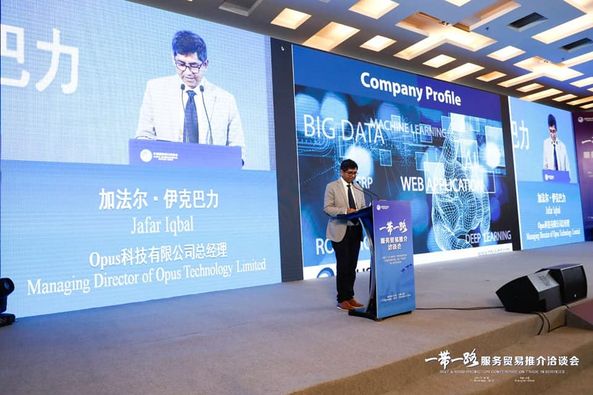 巴力
加法尔·伊克巴力
Jafar Iqbal
Opus科技有限公司总经理
Managing Director of Opus Technology Limited
Company Profile
BIG DATA
MACHINE LEARNING
AI
WEB APPLICATION
DEEP LEARNING
一带一路
服务贸易推介
洽谈会
巴力
加法尔·伊克巴力
Jafar Iqbal
Opus科技有限公司总经理
Managing Director of Opus Technology Limited
一带一路 服务贸易推介洽谈会